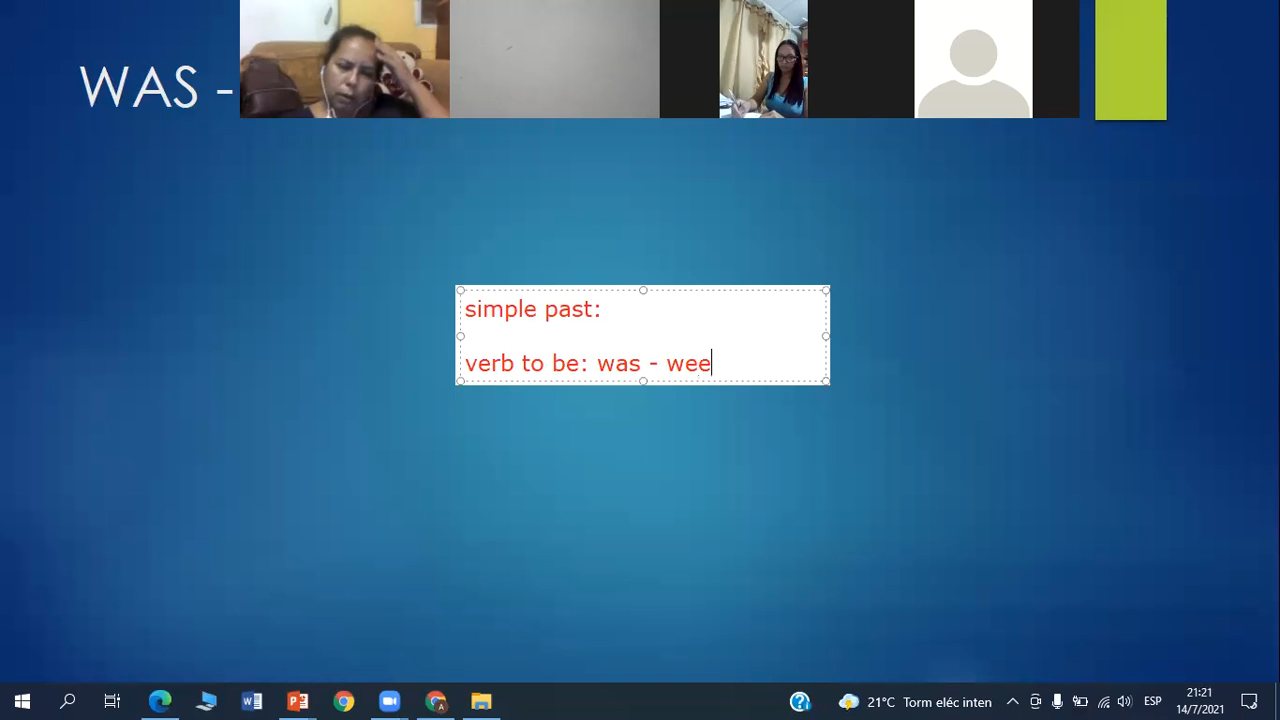 WAS -
simple past:
verb to be: was - wee
21°C Torm eléc inten
ESP
21:21
14/7/2021